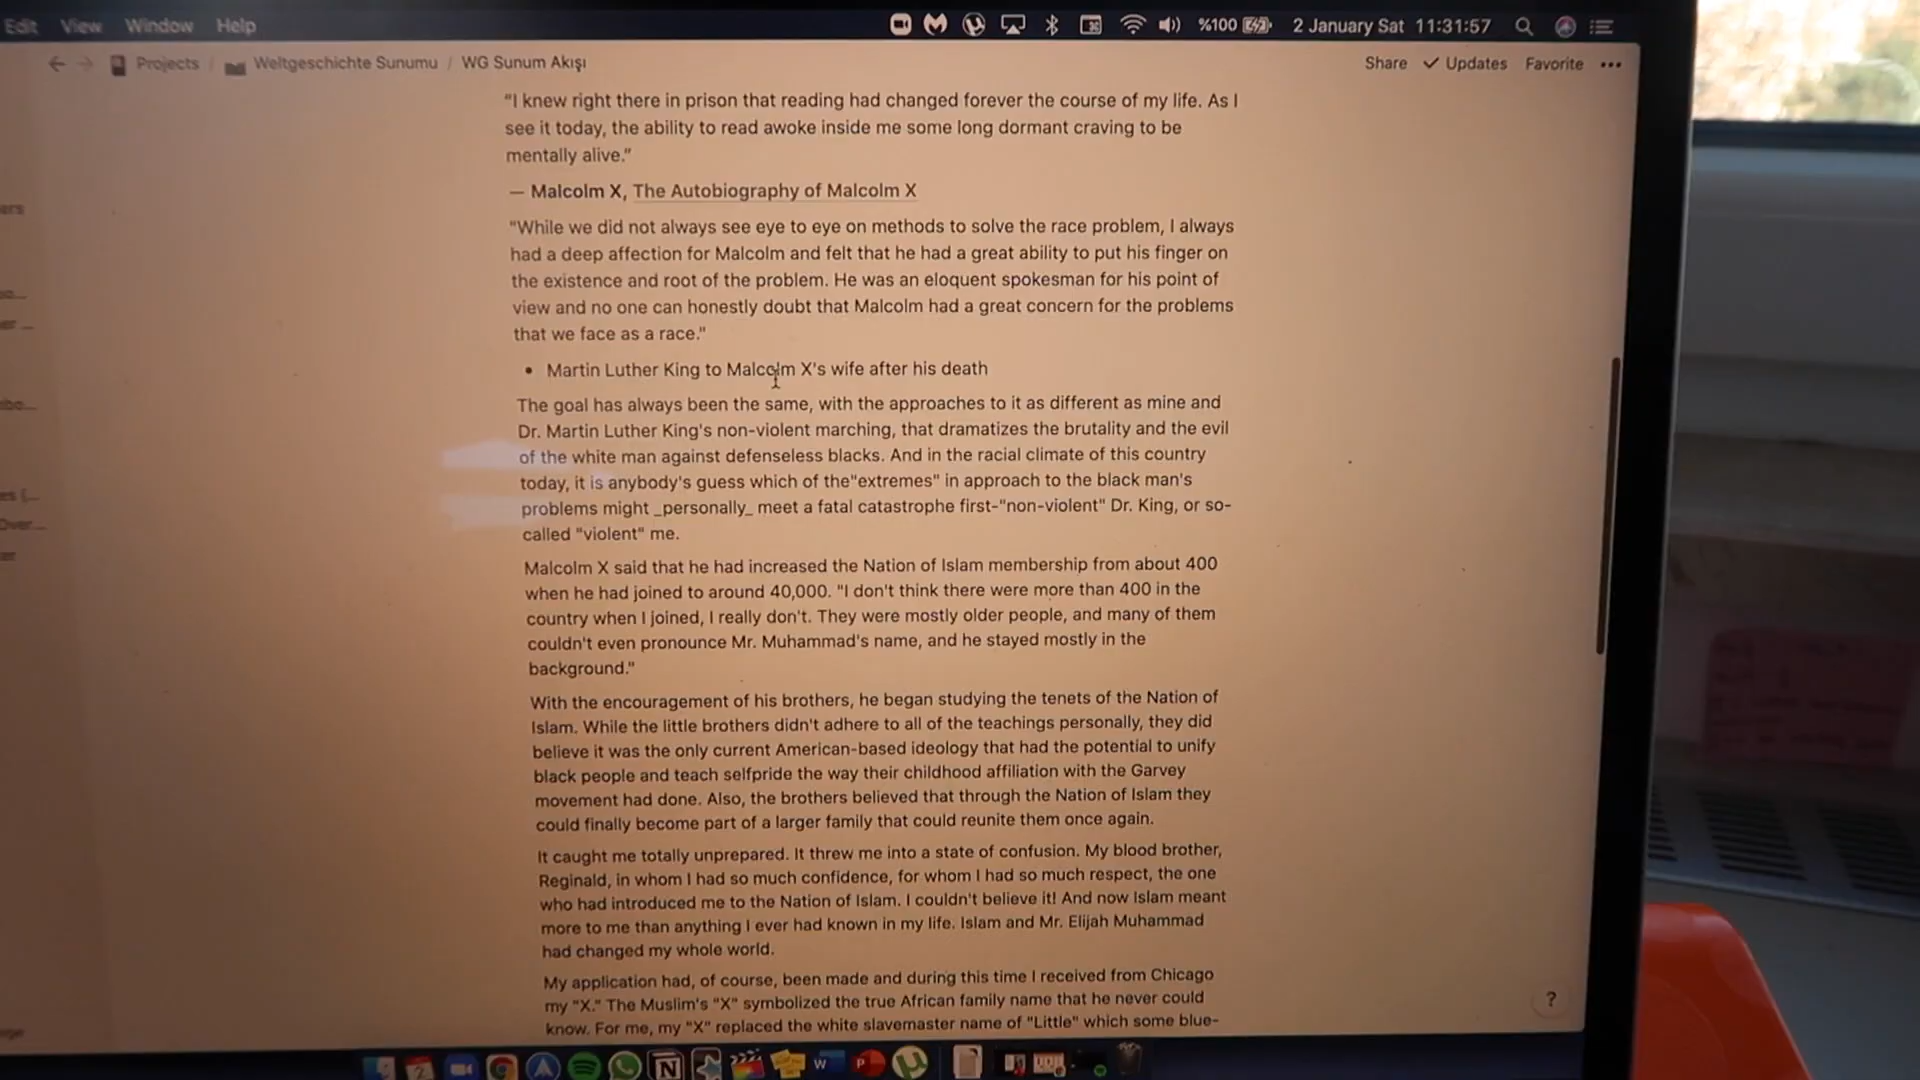 Edit View Window Help
%100 2 January Sat 11:31:57
Projects / Weltgeschichte Sunumu / WG Sunum Akışı
Share ✓ Updates Favorite •••
"I knew right there in prison that reading had changed forever the course of my life. As I
see it today, the ability to read awoke inside me some long dormant craving to be
mentally alive."
— Malcolm X, The Autobiography of Malcolm X
"While we did not always see eye to eye on methods to solve the race problem, I always
had a deep affection for Malcolm and felt that he had a great ability to put his finger on
the existence and root of the problem. He was an eloquent spokesman for his point of
view and no one can honestly doubt that Malcolm had a great concern for the problems
that we face as a race."
• Martin Luther King to Malcolm X's wife after his death
The goal has always been the same, with the approaches to it as different as mine and
Dr. Martin Luther King's non-violent marching, that dramatizes the brutality and the evil
of the white man against defenseless blacks. And in the racial climate of this country
today, it is anybody's guess which of the"extremes" in approach to the black man's
problems might _personally_ meet a fatal catastrophe first-"non-violent" Dr. King, or so-
called "violent" me.
Malcolm X said that he had increased the Nation of Islam membership from about 400
when he had joined to around 40,000. "I don't think there were more than 400 in the
country when I joined, I really don't. They were mostly older people, and many of them
couldn't even pronounce Mr. Muhammad's name, and he stayed mostly in the
background."
With the encouragement of his brothers, he began studying the tenets of the Nation of
Islam. While the little brothers didn't adhere to all of the teachings personally, they did
believe it was the only current American-based ideology that had the potential to unify
black people and teach selfpride the way their childhood affiliation with the Garvey
movement had done. Also, the brothers believed that through the Nation of Islam they
could finally become part of a larger family that could reunite them once again.
It caught me totally unprepared. It threw me into a state of confusion. My blood brother,
Reginald, in whom I had so much confidence, for whom I had so much respect, the one
who had introduced me to the Nation of Islam. I couldn't believe it! And now Islam meant
more to me than anything I ever had known in my life. Islam and Mr. Elijah Muhammad
had changed my whole world.
My application had, of course, been made and during this time I received from Chicago
my "X." The Muslim's "X" symbolized the true African family name that he never could
know. For me, my "X" replaced the white slavemaster name of "Little" which some blue-
?